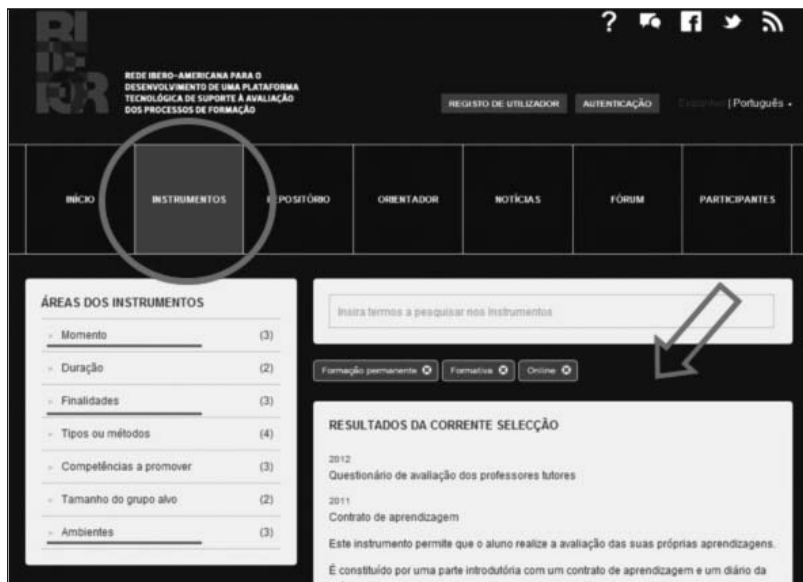 RIDEFOR
?
REDE IBERO-AMERICANA PARA O
DESENVOLVIMENTO DE UMA PLATAFORMA
TECNOLÓGICA DE SUPORTE À AVALIAÇÃO
DOS PROCESSOS DE FORMAÇÃO
REGISTO DE UTILIZADOR AUTENTICAÇÃO Espanhol | Português
INÍCIO INSTRUMENTOS REPOSITÓRIO ORIENTADOR NOTÍCIAS FÓRUM PARTICIPANTES
ÁREAS DOS INSTRUMENTOS
Momento (3)
Duração (2)
Finalidades (3)
Tipos ou métodos (4)
Competências a promover (3)
Tamanho do grupo alvo (2)
Ambientes (3)
Insira termos a pesquisar nos Instrumentos
Formação permanente Formativa Online
RESULTADOS DA CORRENTE SELECÇÃO
2012
Questionário de avaliação dos professores tutores
2011
Contrato de aprendizagem
Este instrumento permite que o aluno realize a avaliação das suas próprias aprendizagens.
É constituído por uma parte introdutória com um contrato de aprendizagem e um diário da